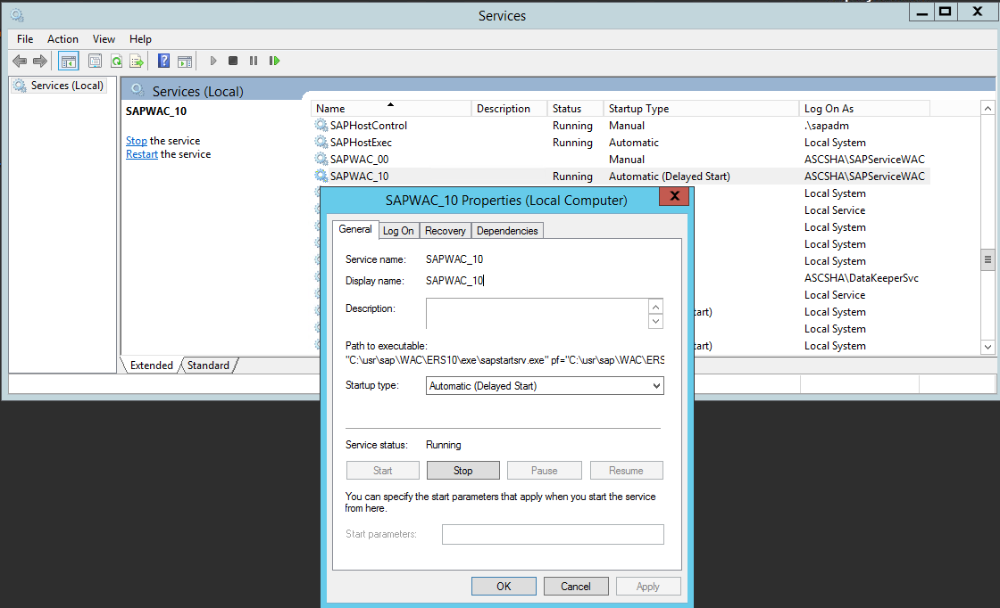 Services
File Action View Help
Services (Local)
Services (Local)
SAPWAC_10
Stop the service
Restart the service
Name Description Status Startup Type Log On As
SAPHostControl Running Manual .\sapadm
SAPHostExec Running Automatic Local System
SAPWAC_00 Manual ASCSHA\SAPServiceWAC
SAPWAC_10 Running Automatic (Delayed Start) ASCSHA\SAPServiceWAC
Local System
Local Service
Local System
Local System
Local System
ASCSHA\DataKeeperSvc
Local Service
tart) Local System
Local System
tart) Local System
Extended Standard
SAPWAC_10 Properties (Local Computer)
General Log On Recovery Dependencies
Service name: SAPWAC_10
Display name: SAPWAC_10
Description:
Path to executable:
"C:\usr\sap\WAC\ERS10\exe\sapstartsrv.exe" pf="C:\usr\sap\WAC\ERS
Startup type: Automatic (Delayed Start)
Service status: Running
Start Stop Pause Resume
You can specify the start parameters that apply when you start the service
from here.
Start parameters:
OK Cancel Apply